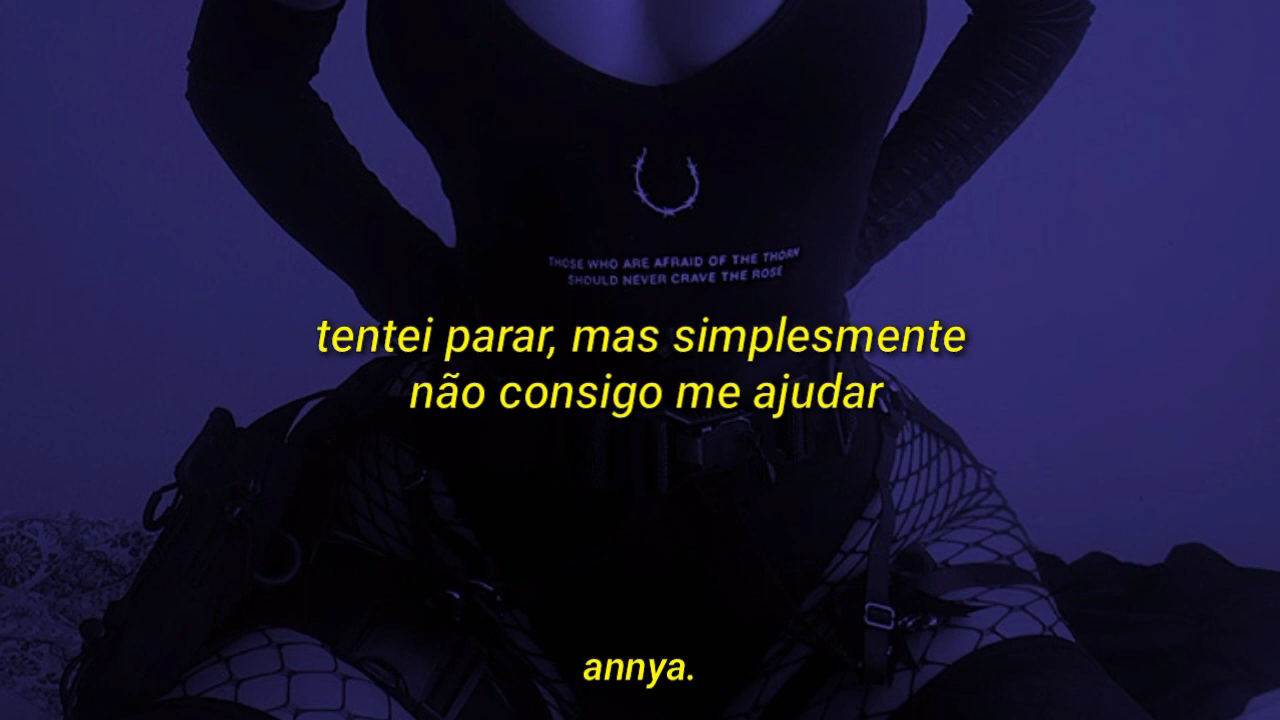 THOSE WHO ARE AFRAID OF THE THORN
SHOULD NEVER CRAVE THE ROSE
tentei parar, mas simplesmente
não consigo me ajudar
annya.